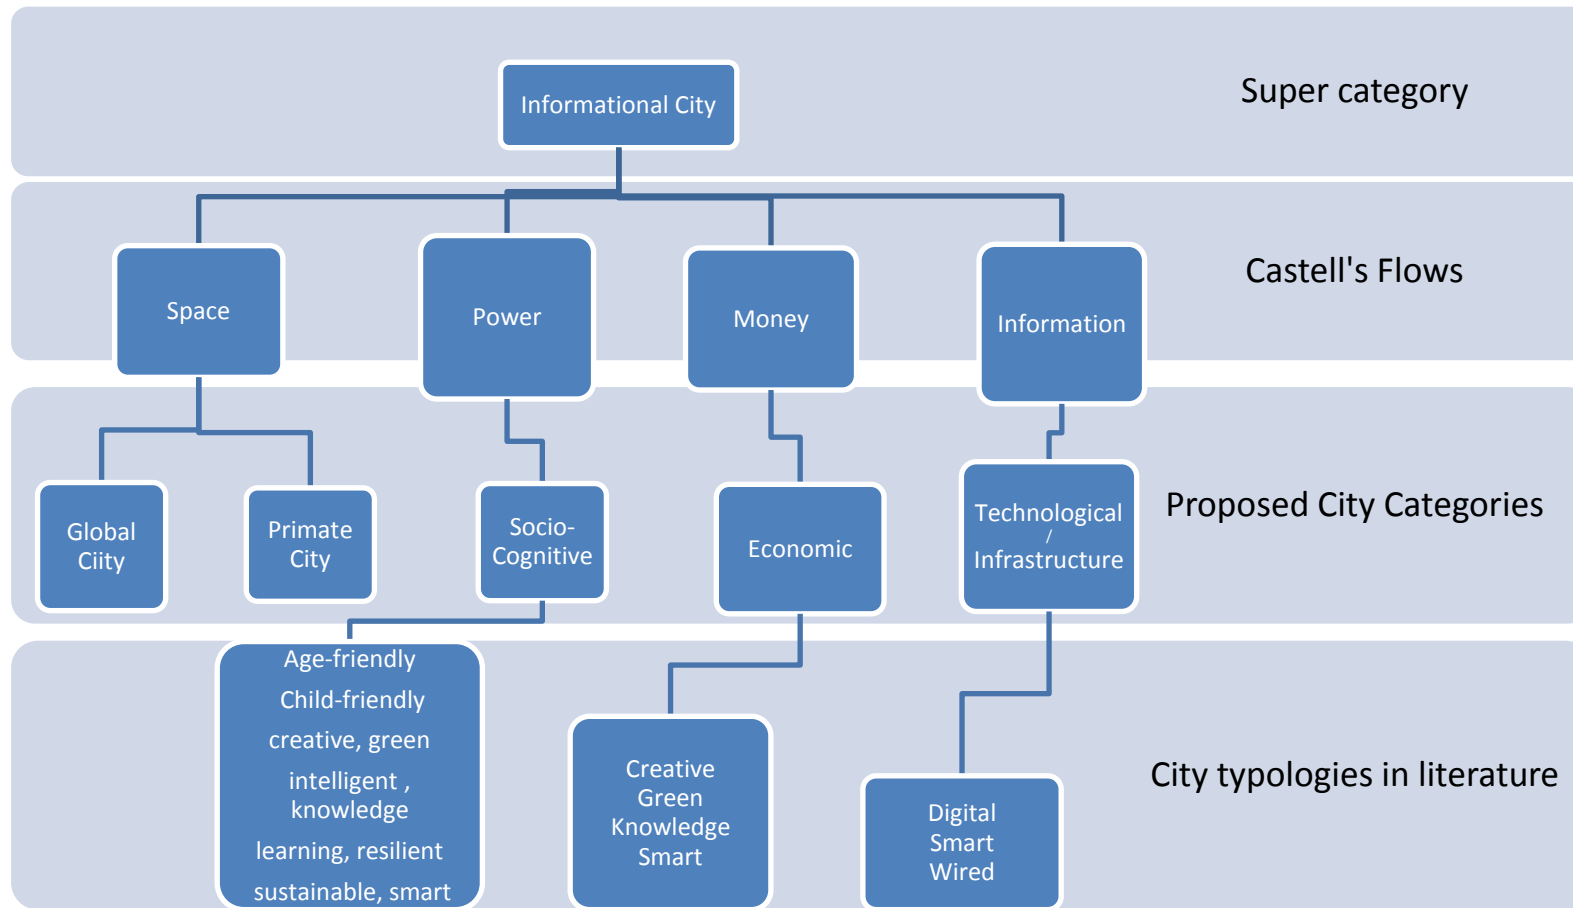 Informational City
Super category
Space
Power
Money
Information
Castell's Flows
Global
Ciity
Primate
City
Socio-
Cognitive
Economic
Technological
/
Infrastructure
Proposed City Categories
Age-friendly
Child-friendly
creative, green
intelligent ,
knowledge
learning, resilient
sustainable, smart
Creative
Green
Knowledge
Smart
Digital
Smart
Wired
City typologies in literature